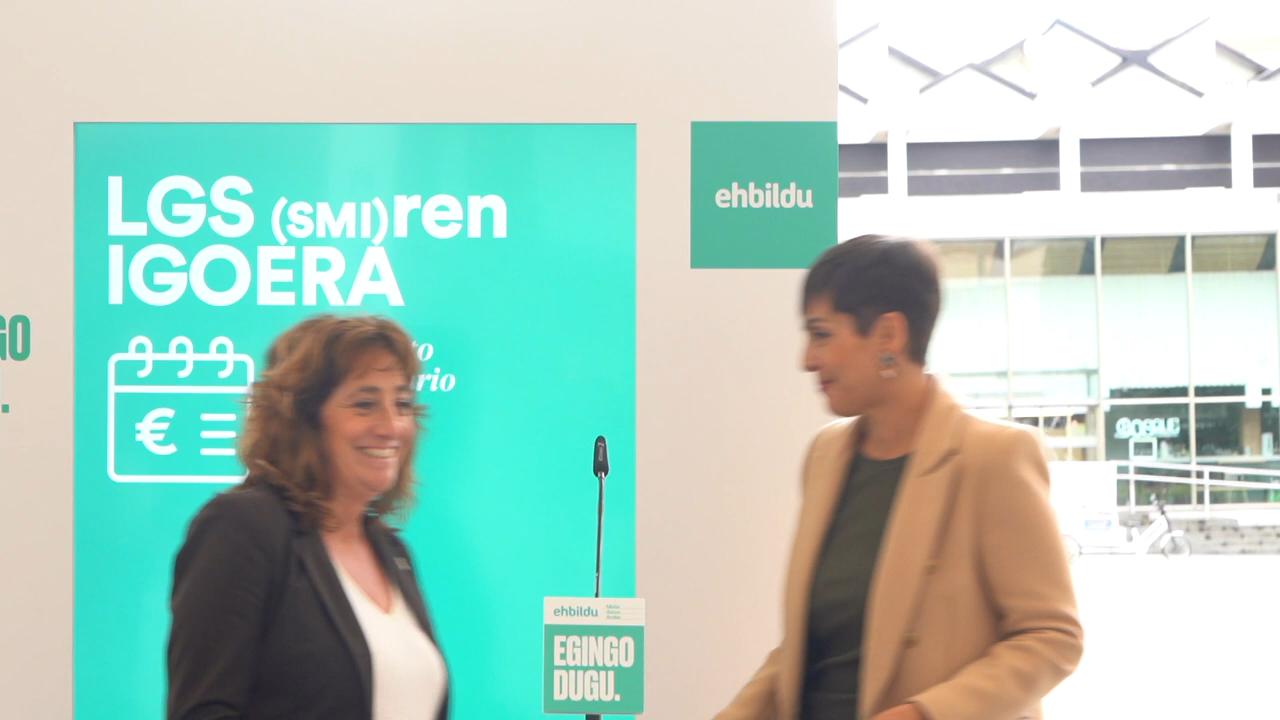 LGS (SMI)ren
IGOERA
ehbildu
€
ehbildu
EGINGO
DUGU.